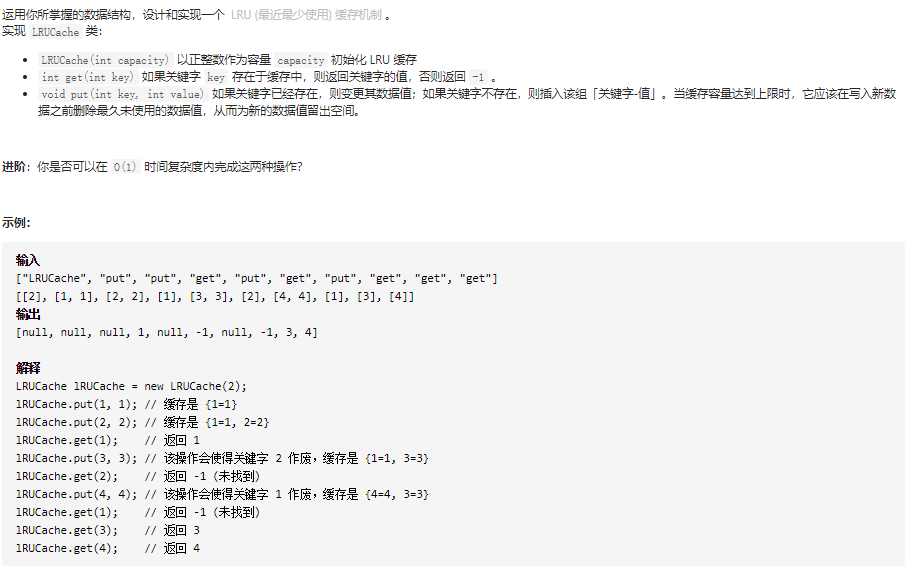 运用你所掌握的数据结构，设计和实现一个 LRU (最近最少使用) 缓存机制 。
实现 LRUCache 类：
LRUCache(int capacity) 以正整数作为容量 capacity 初始化 LRU 缓存
int get(int key) 如果关键字 key 存在于缓存中，则返回关键字的值，否则返回 -1 。
void put(int key, int value) 如果关键字已经存在，则变更其数据值；如果关键字不存在，则插入该组「关键字-值」。当缓存容量达到上限时，它应该在写入新数
据之前删除最久未使用的数据值，从而为新的数据值留出空间。
进阶：你是否可以在 O(1) 时间复杂度内完成这两种操作？
示例：
输入
["LRUCache", "put", "put", "get", "put", "get", "put", "get", "get", "get"]
[[2], [1, 1], [2, 2], [1], [3, 3], [2], [4, 4], [1], [3], [4]]
输出
[null, null, null, 1, null, -1, null, -1, 3, 4]
解释
LRUCache lRUCache = new LRUCache(2);
lRUCache.put(1, 1); // 缓存是 {1=1}
lRUCache.put(2, 2); // 缓存是 {1=1, 2=2}
lRUCache.get(1);    // 返回 1
lRUCache.put(3, 3); // 该操作会使得关键字 2 作废，缓存是 {1=1, 3=3}
lRUCache.get(2);    // 返回 -1 (未找到)
lRUCache.put(4, 4); // 该操作会使得关键字 1 作废，缓存是 {4=4, 3=3}
lRUCache.get(1);    // 返回 -1 (未找到)
lRUCache.get(3);    // 返回 3
lRUCache.get(4);    // 返回 4